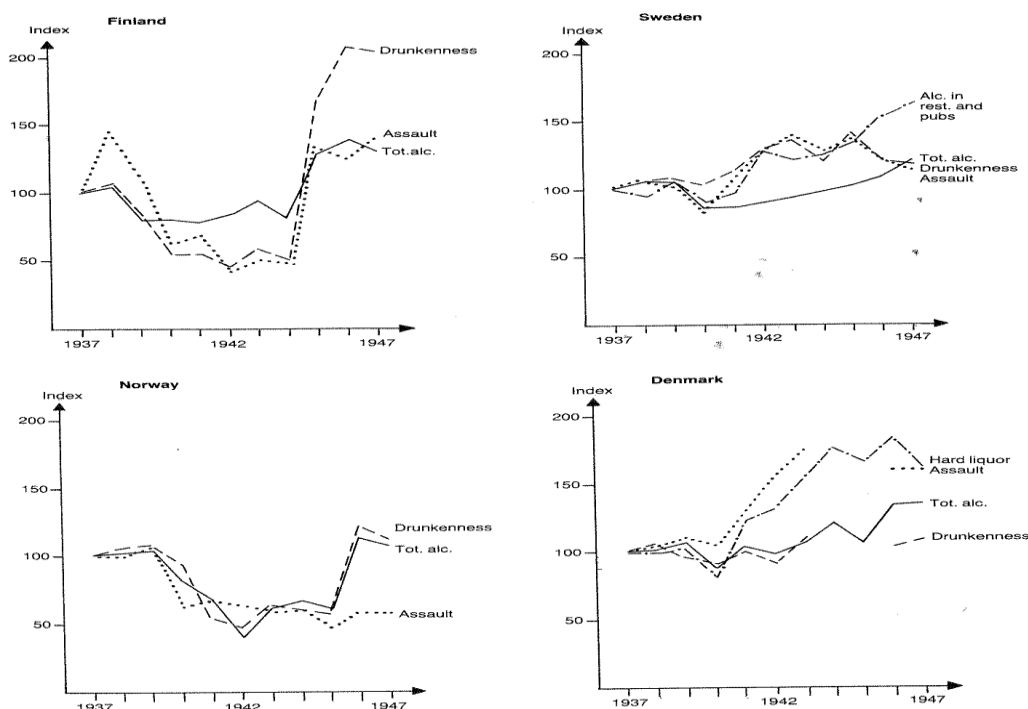 Finland
Index
200
150
100
50
1937
1942
1947
Drunkenness
Assault
Tot.alc.
Sweden
Index
200
150
100
50
1937
1942
1947
Alc. in
rest. and
pubs
Tot. alc.
Drunkenness
Assault
Norway
Index
200
150
100
50
1937
1942
1947
Drunkenness
Tot. alc.
Assault
Denmark
Index
200
150
100
50
1937
1942
1947
Hard liquor
Assault
Tot. alc.
Drunkenness